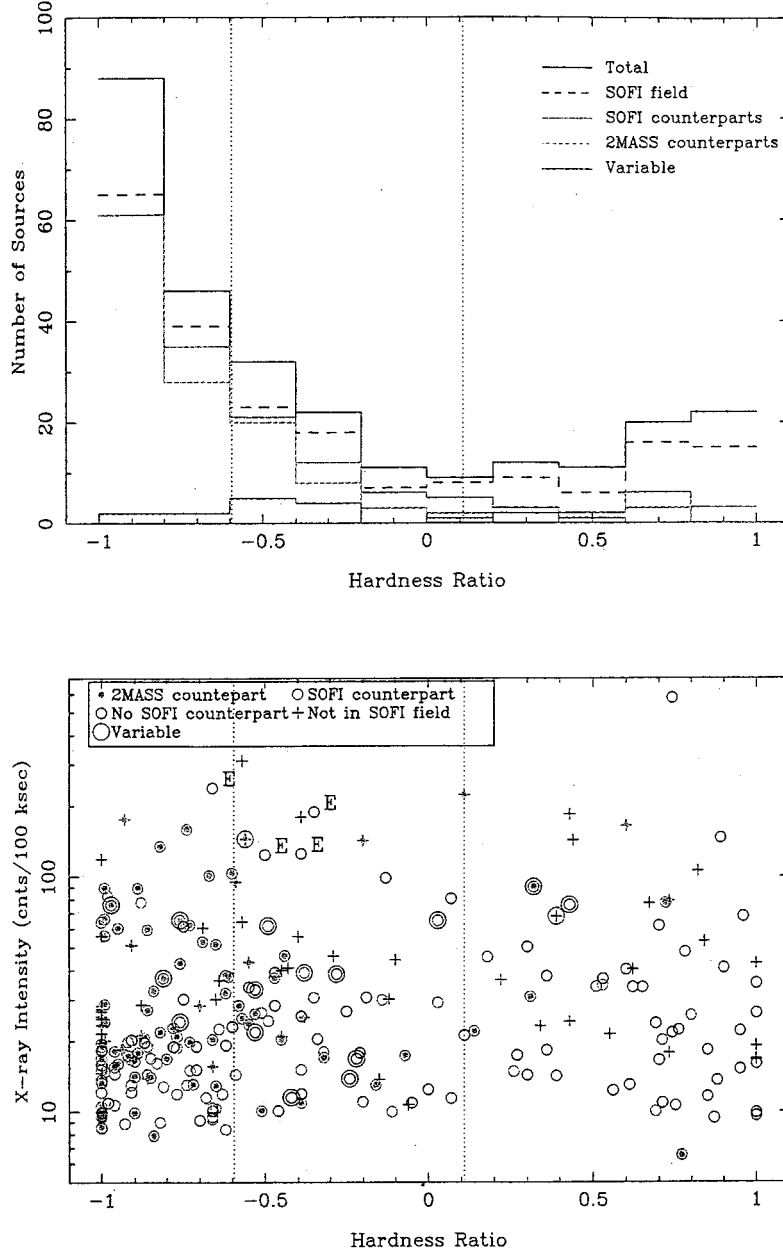 100
80
60
40
20
0
Number of Sources
Total
SOFI field
SOFI counterparts
2MASS counterparts
Variable
−1
−0.5
0
0.5
1
Hardness Ratio
2MASS counterpart
SOFI counterpart
No SOFI counterpart
Not in SOFI field
Variable
X-ray Intensity (cnts/100 ksec)
100
10
E
E
E
E
−1
−0.5
0
0.5
1
Hardness Ratio